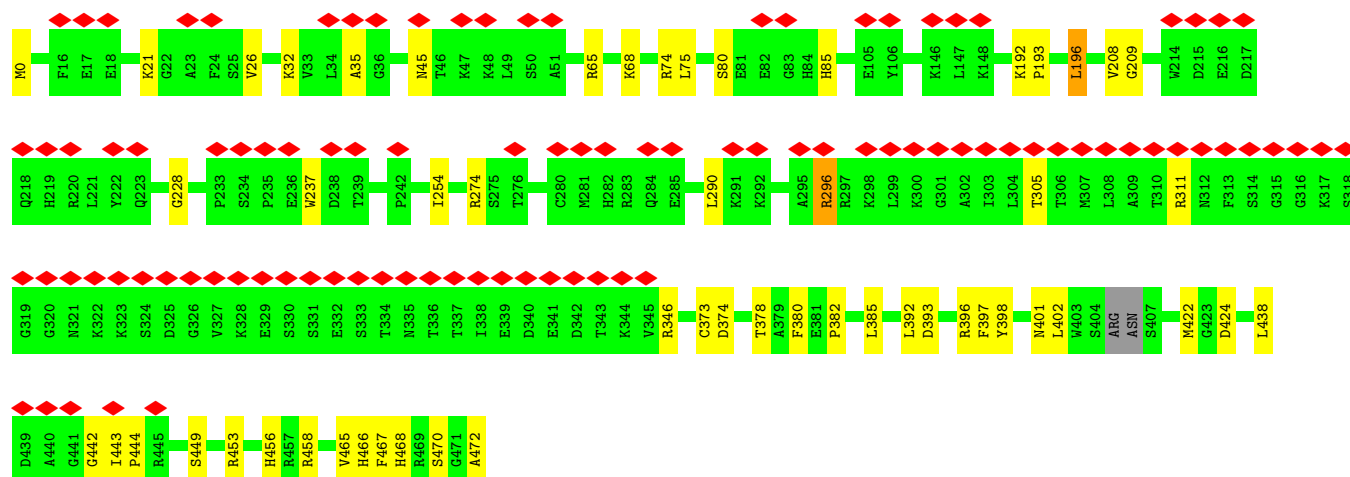 M0 F16 E17 E18 K21 G22 A23 F24 S25 V26 K32 V33 L34 A35 G36 N45 T46 K47 K48 L49 S50 A51 R65 K68 R74 L75 S80 E81 E82 G83 H84 H85 E105 Y106 K146 L147 K148 K192 P193 L196 V208 G209 W214 D215 E216 D217
Q218 H219 R220 L221 Y222 Q223 G228 P233 S234 P235 E236 W237 D238 T239 P242 I254 R274 S275 T276 C280 M281 H282 R283 Q284 E285 L290 K291 K292 A295 R296 R297 K298 L299 K300 G301 A302 I303 L304 T305 T306 M307 L308 A309 T310 R311 N312 F313 S314 G315 G316 K317 S318
G319 G320 N321 K322 K323 S324 D325 G326 V327 K328 E329 S330 S331 E332 S333 T334 N335 T336 T337 I338 E339 D340 E341 D342 T343 K344 V345 R346 C373 D374 T378 A379 F380 E381 P382 L385 L392 D393 R396 F397 Y398 N401 L402 W403 S404 ARG ASN S407 M422 G423 D424 L438
D439 A440 G441 G442 I443 P444 R445 S449 R453 H456 R457 R458 V465 H466 F467 H468 R469 S470 G471 A472